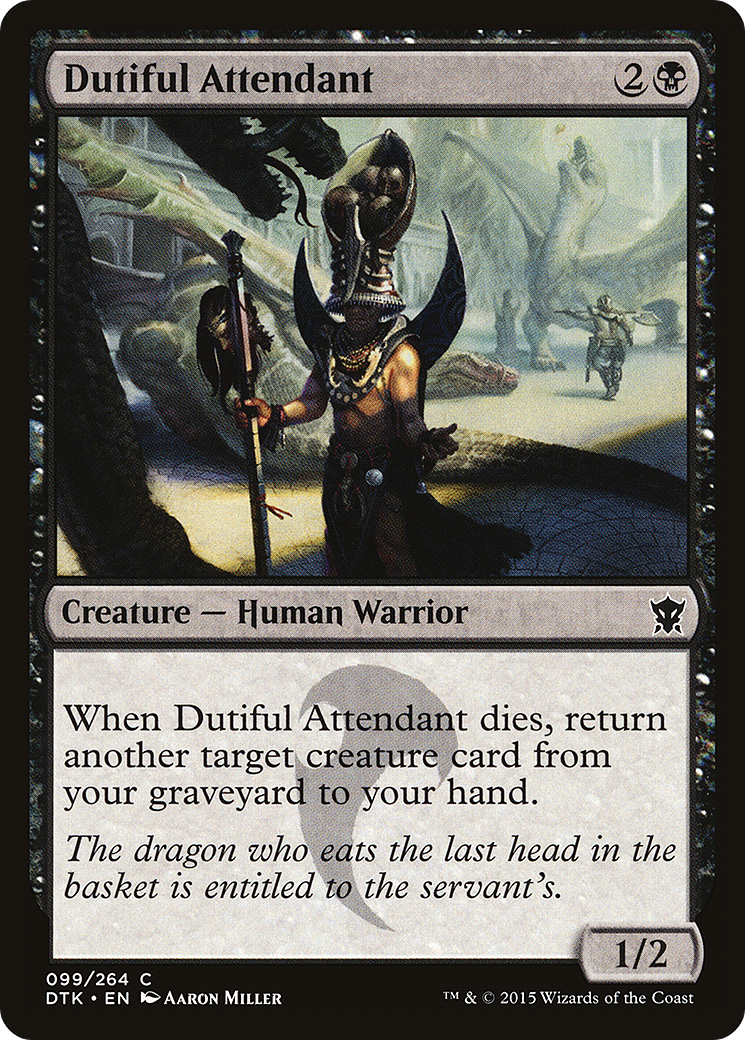 Dutiful Attendant 2
Creature — Human Warrior
When Dutiful Attendant dies, return
another target creature card from
your graveyard to your hand.
The dragon who eats the last head in the
basket is entitled to the servant's.
1/2
099/264 C
DTK • EN Aaron Miller
™ & © 2015 Wizards of the Coast